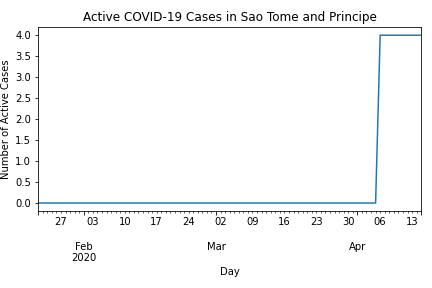 Active COVID-19 Cases in Sao Tome and Principe
Number of Active Cases
4.0
3.5
3.0
2.5
2.0
1.5
1.0
0.5
0.0
27 03 10 17 24 02 09 16 23 30 06 13
Feb Mar Apr
2020
Day